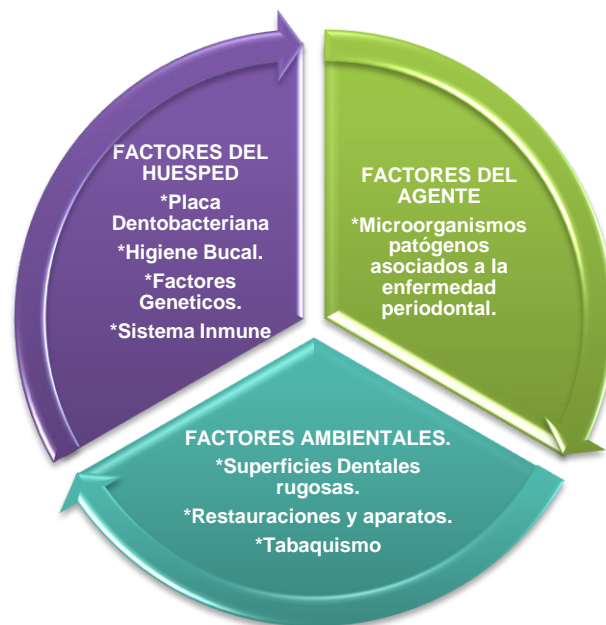 FACTORES DEL
HUESPED
*Placa
Dentobacteriana
*Higiene Bucal.
*Factores
Geneticos.
*Sistema Inmune
FACTORES DEL
AGENTE
*Microorganismos
patógenos
asociados a la
enfermedad
periodontal.
FACTORES AMBIENTALES.
*Superficies Dentales
rugosas.
*Restauraciones y aparatos.
*Tabaquismo